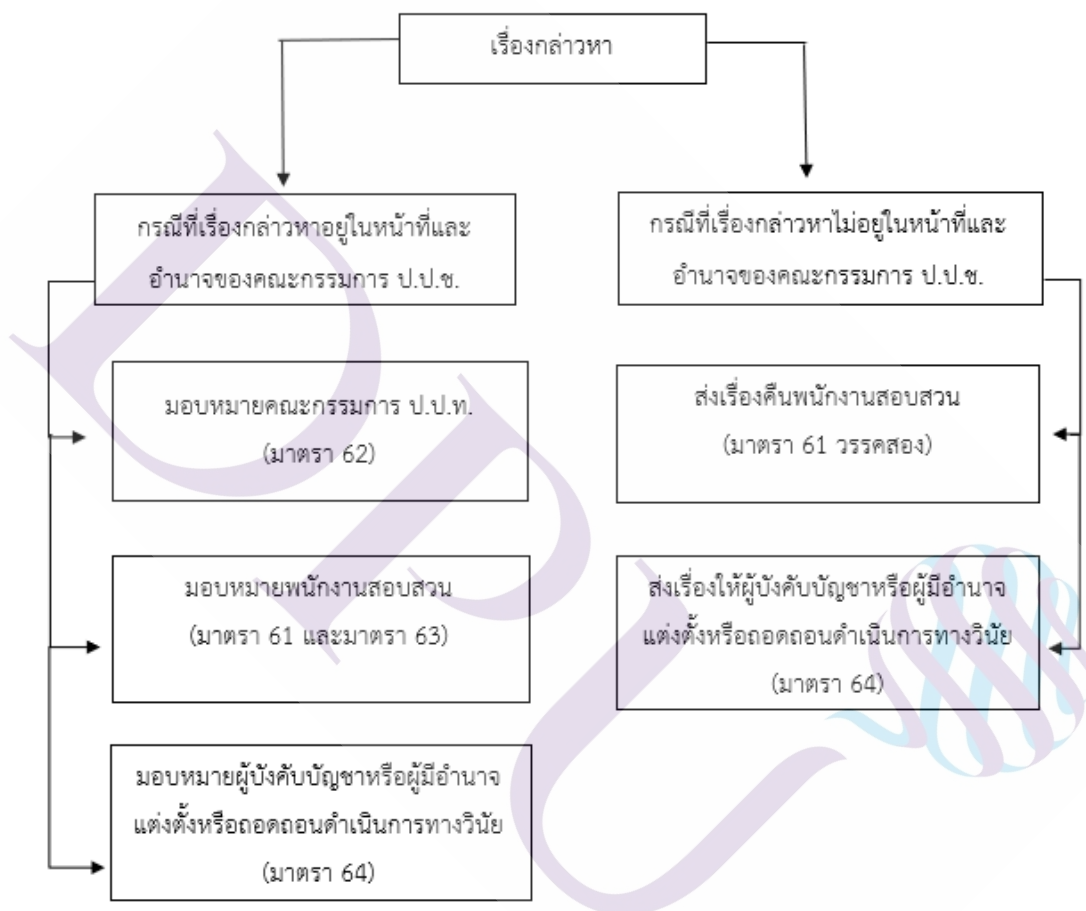 เรื่องกล่าวหา
กรณีที่เรื่องกล่าวหาอยู่ในหน้าที่และ
อำนาจของคณะกรรมการ ป.ป.ช.
มอบหมายคณะกรรมการ ป.ป.ท.
(มาตรา 62)
มอบหมายพนักงานสอบสวน
(มาตรา 61 และมาตรา 63)
มอบหมายผู้บังคับบัญชาหรือผู้มีอำนาจ
แต่งตั้งหรือถอดถอนดำเนินการทางวินัย
(มาตรา 64)
กรณีที่เรื่องกล่าวหาไม่อยู่ในหน้าที่และ
อำนาจของคณะกรรมการ ป.ป.ช.
ส่งเรื่องคืนพนักงานสอบสวน
(มาตรา 61 วรรคสอง)
ส่งเรื่องให้ผู้บังคับบัญชาหรือผู้มีอำนาจ
แต่งตั้งหรือถอดถอนดำเนินการทางวินัย
(มาตรา 64)
DPU